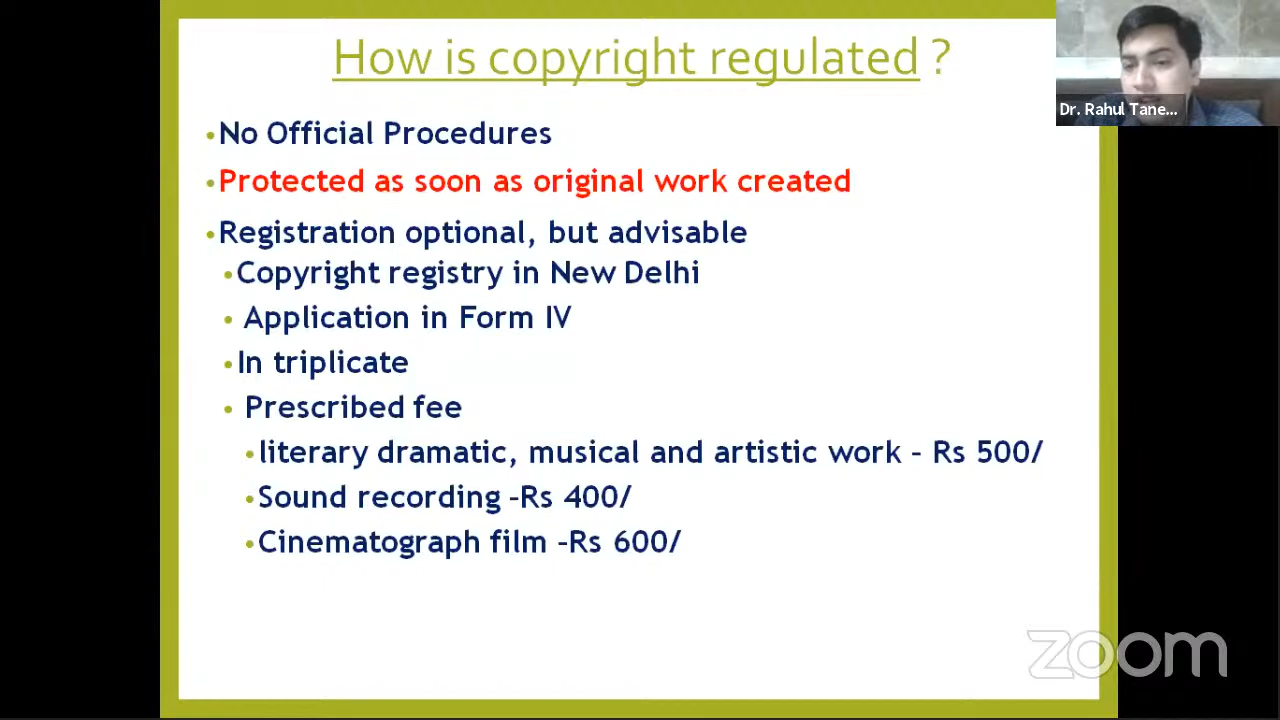 How is copyright regulated ?
Dr. Rahul Tane...
•No Official Procedures
•Protected as soon as original work created
•Registration optional, but advisable
•Copyright registry in New Delhi
• Application in Form IV
•In triplicate
• Prescribed fee
•literary dramatic, musical and artistic work – Rs 500/
•Sound recording –Rs 400/
•Cinematograph film –Rs 600/
zoom